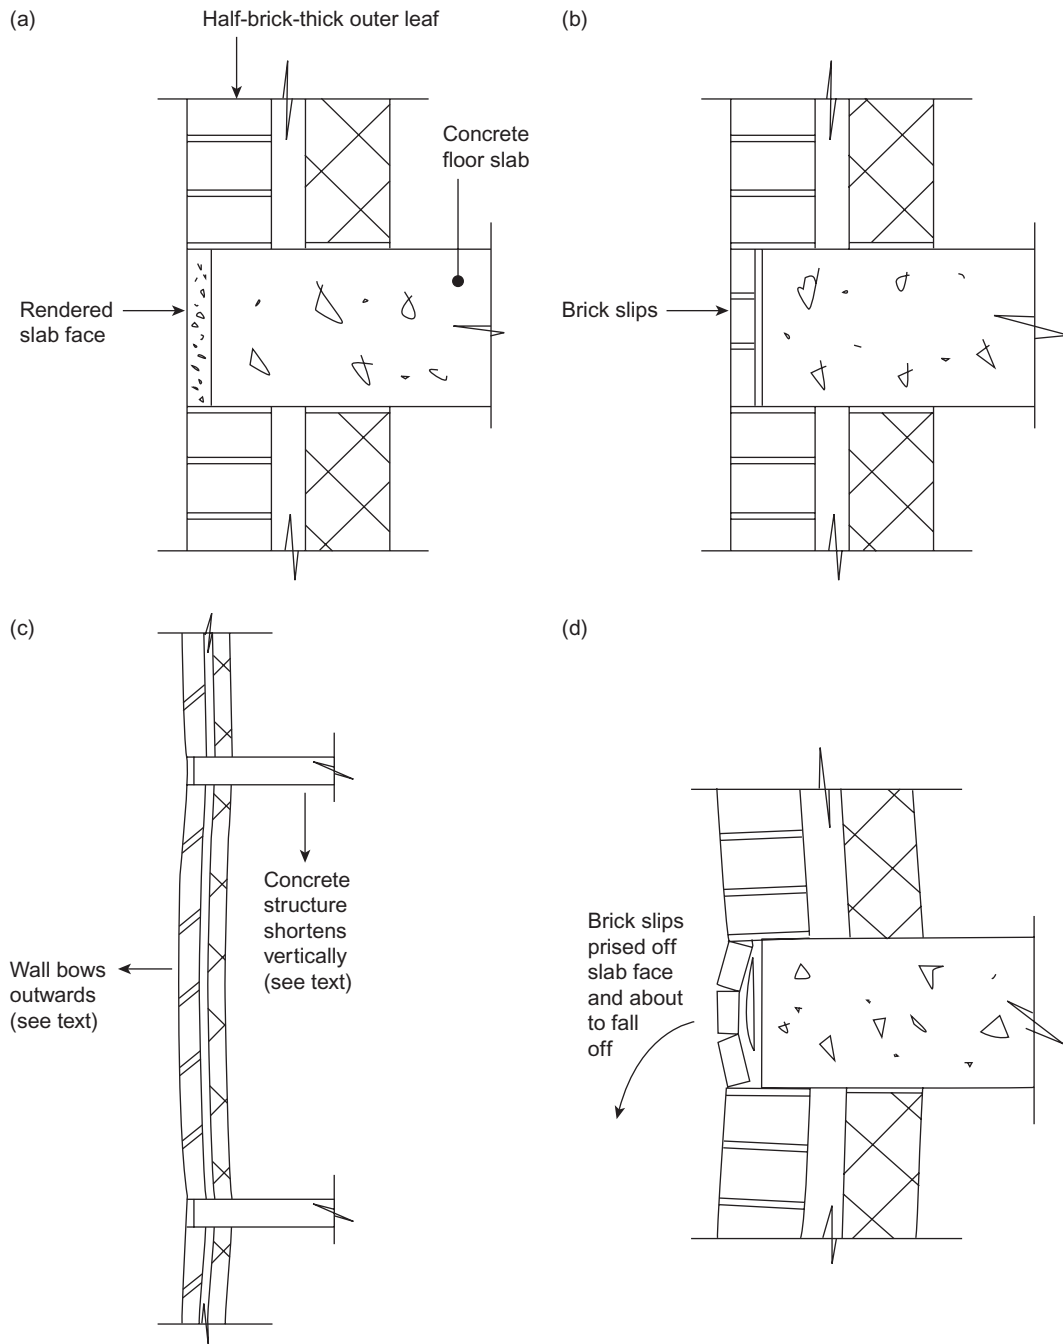 (a)
Half-brick-thick outer leaf
Concrete
floor slab
Rendered
slab face
(b)
Brick slips
(c)
Concrete
structure
shortens
vertically
(see text)
Wall bows
outwards
(see text)
(d)
Brick slips
prised off
slab face
and about
to fall
off